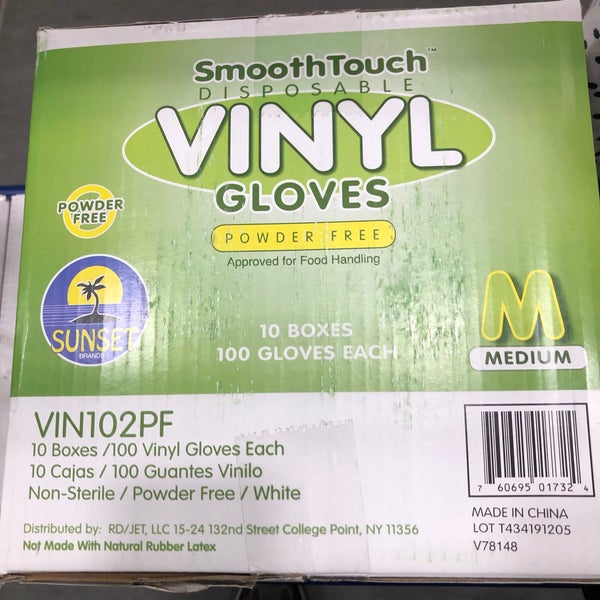 SmoothTouch™
DISPOSABLE
VINYL
GLOVES
POWDER FREE
Approved for Food Handling
POWDER
FREE
SUNSET
BRANDS
10 BOXES
100 GLOVES EACH
M
MEDIUM
VIN102PF
10 Boxes /100 Vinyl Gloves Each
10 Cajas / 100 Guantes Vinilo
Non-Sterile / Powder Free / White
Distributed by: RD/JET, LLC 15-24 132nd Street College Point, NY 11356
Not Made With Natural Rubber Latex
7 60695 01732 4
MADE IN CHINA
LOT T434191205
V78148